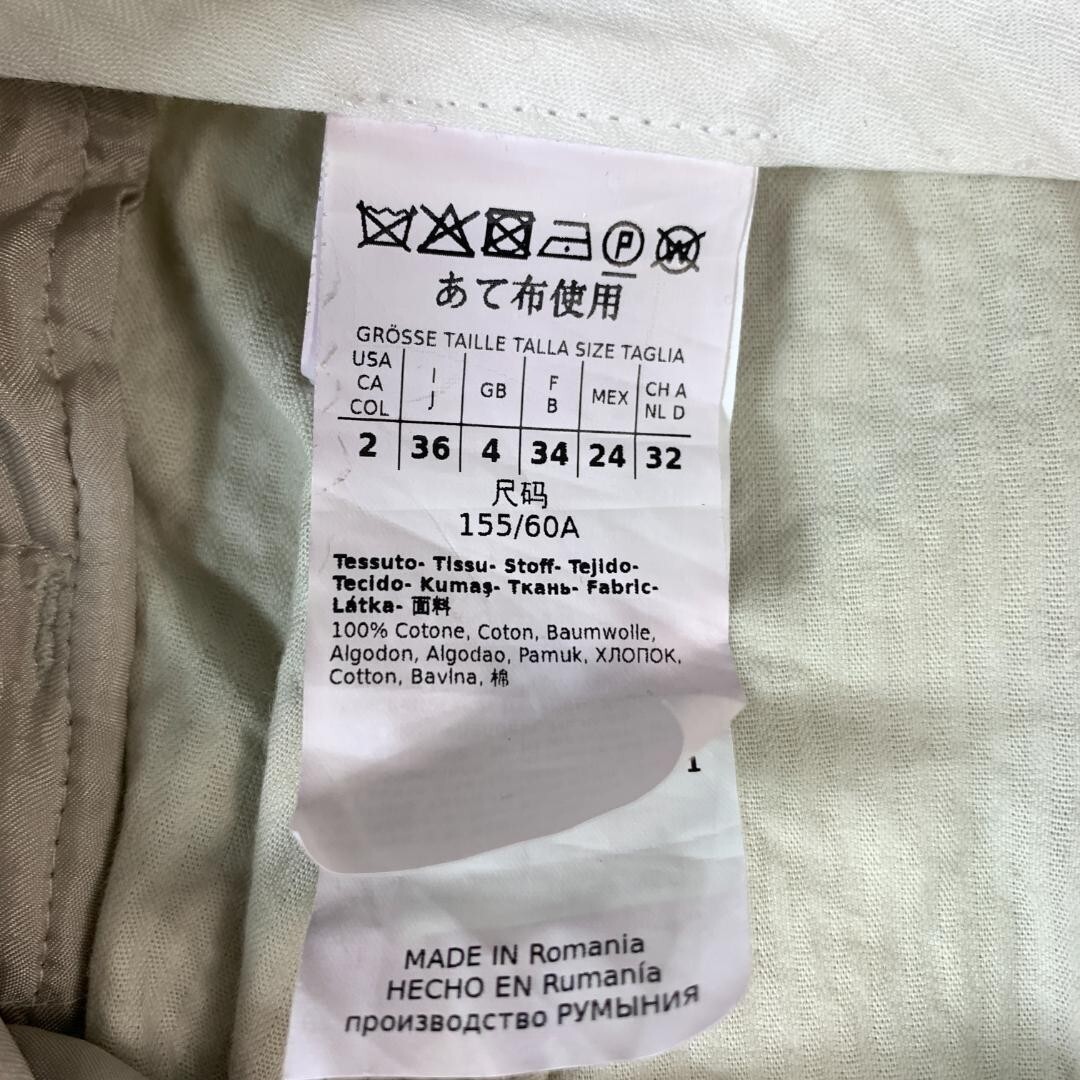 P W
あて布使用
GRÖSSE TAILLE TALLA SIZE TAGLIA
USA CA COL I J GB F B MEX CH A NL D
2 36 4 34 24 32
尺码
155/60A
Tessuto- Tissu- Stoff- Tejido-
Tecido- Kumaş- Ткань- Fabric-
Látka- 面料
100% Cotone, Coton, Baumwolle,
Algodon, Algodao, Pamuk, ХЛОПОК,
Cotton, Bavlna, 棉
1
MADE IN Romania
HECHO EN Rumanía
производство РУМЫНИЯ